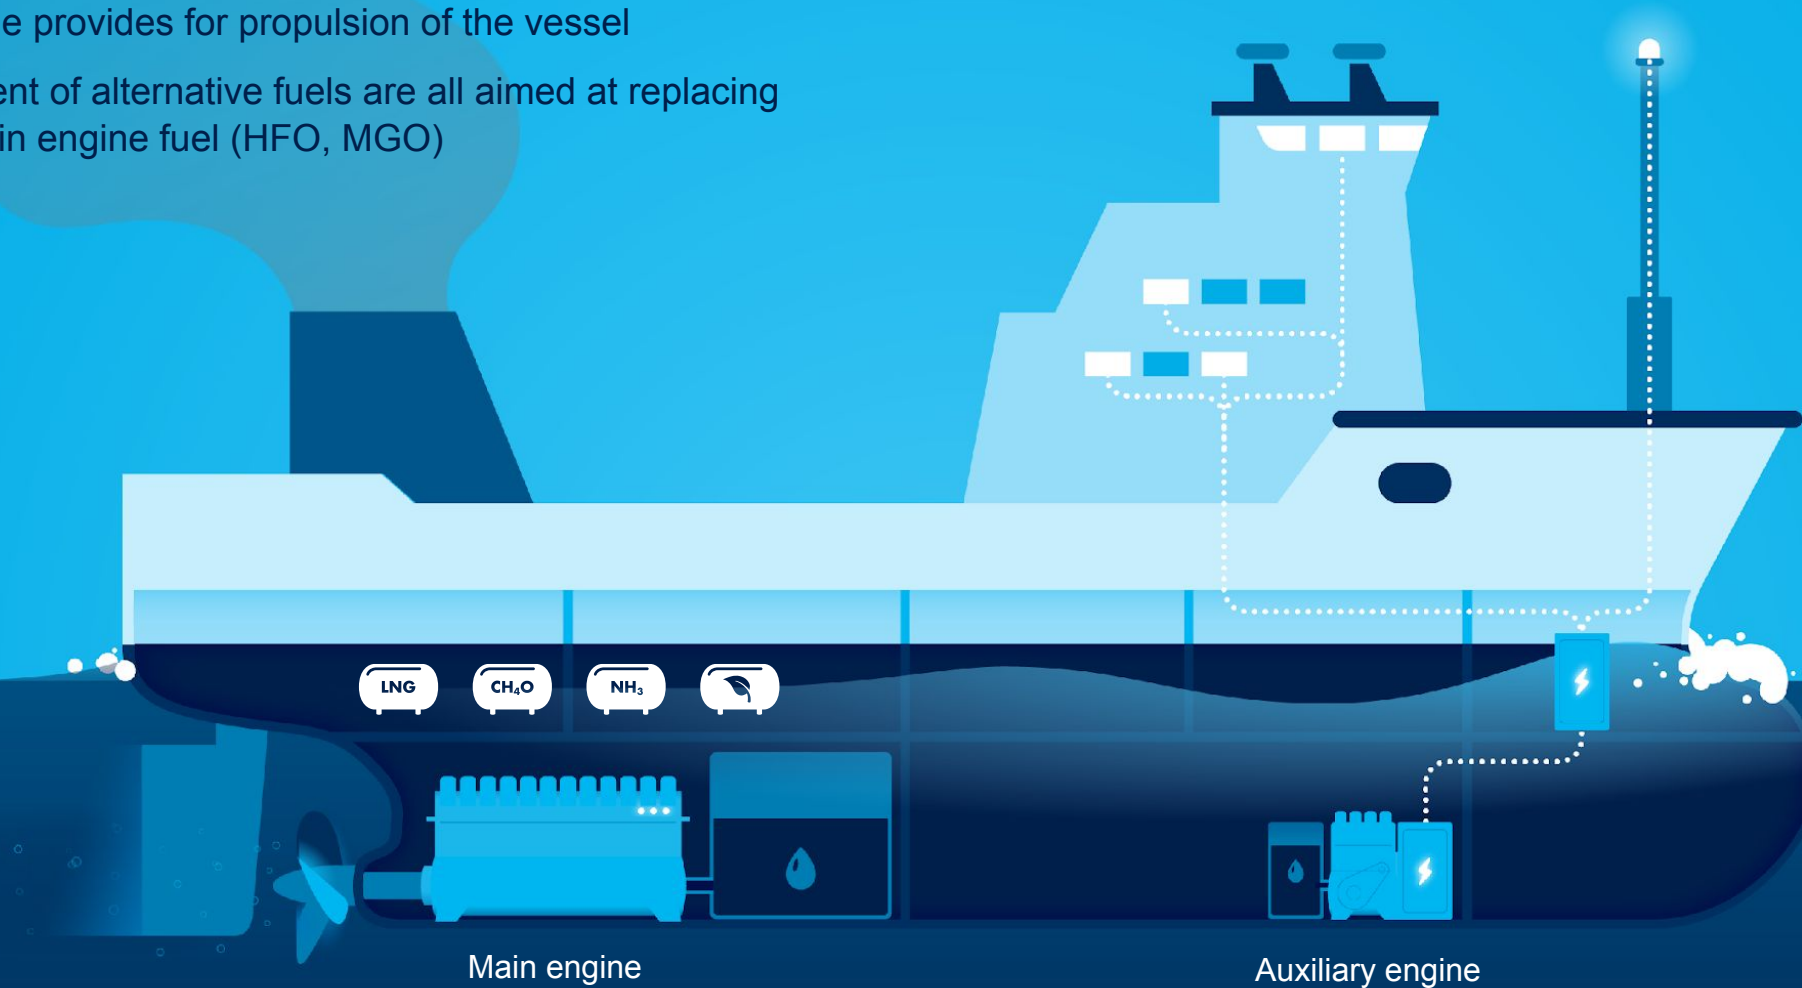 e provides for propulsion of the vessel
ent of alternative fuels are all aimed at replacing
in engine fuel (HFO, MGO)
LNG
CH₄O
NH₃
Main engine
Auxiliary engine